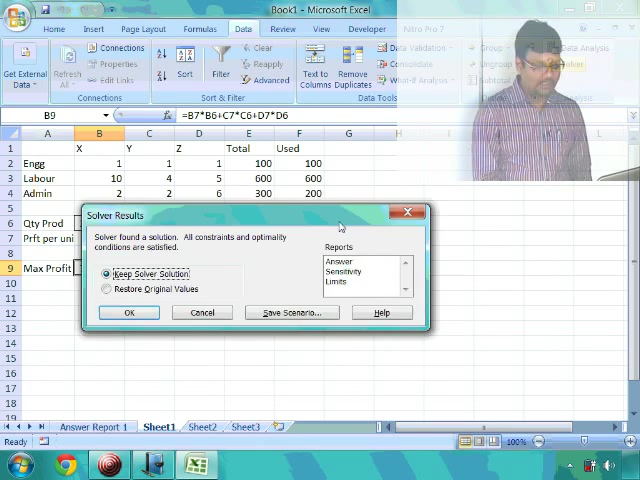 Book1 - Microsoft Excel
Home Insert Page Layout Formulas Data Review View Developer Nitro Pro 7
Get External Data
Refresh All
Connections
Properties
Edit Links
Connections
Sort
Filter
Clear
Reapply
Advanced
Text to Columns
Remove Duplicates
Data Validation
Consolidate
What-If Analysis
Data Tools
Group
Ungroup
Subtotal
Data Analysis
Solver
B9 fx =B7*B6+C7*C6+D7*D6
A B C D E F G H
1 X Y Z Total Used
2 Engg 1 1 1 100 100
3 Labour 10 4 5 600 600
4 Admin 2 2 6 300 200
5
6 Qty Prod
7 Prft per uni
8
9 Max Profit
10
11
12
13
14
15
16
17
18
19
Solver Results
Solver found a solution. All constraints and optimality
conditions are satisfied.
Reports
Answer
Sensitivity
Limits
Keep Solver Solution
Restore Original Values
OK Cancel Save Scenario... Help
Answer Report 1 Sheet1 Sheet2 Sheet3
Ready 100%